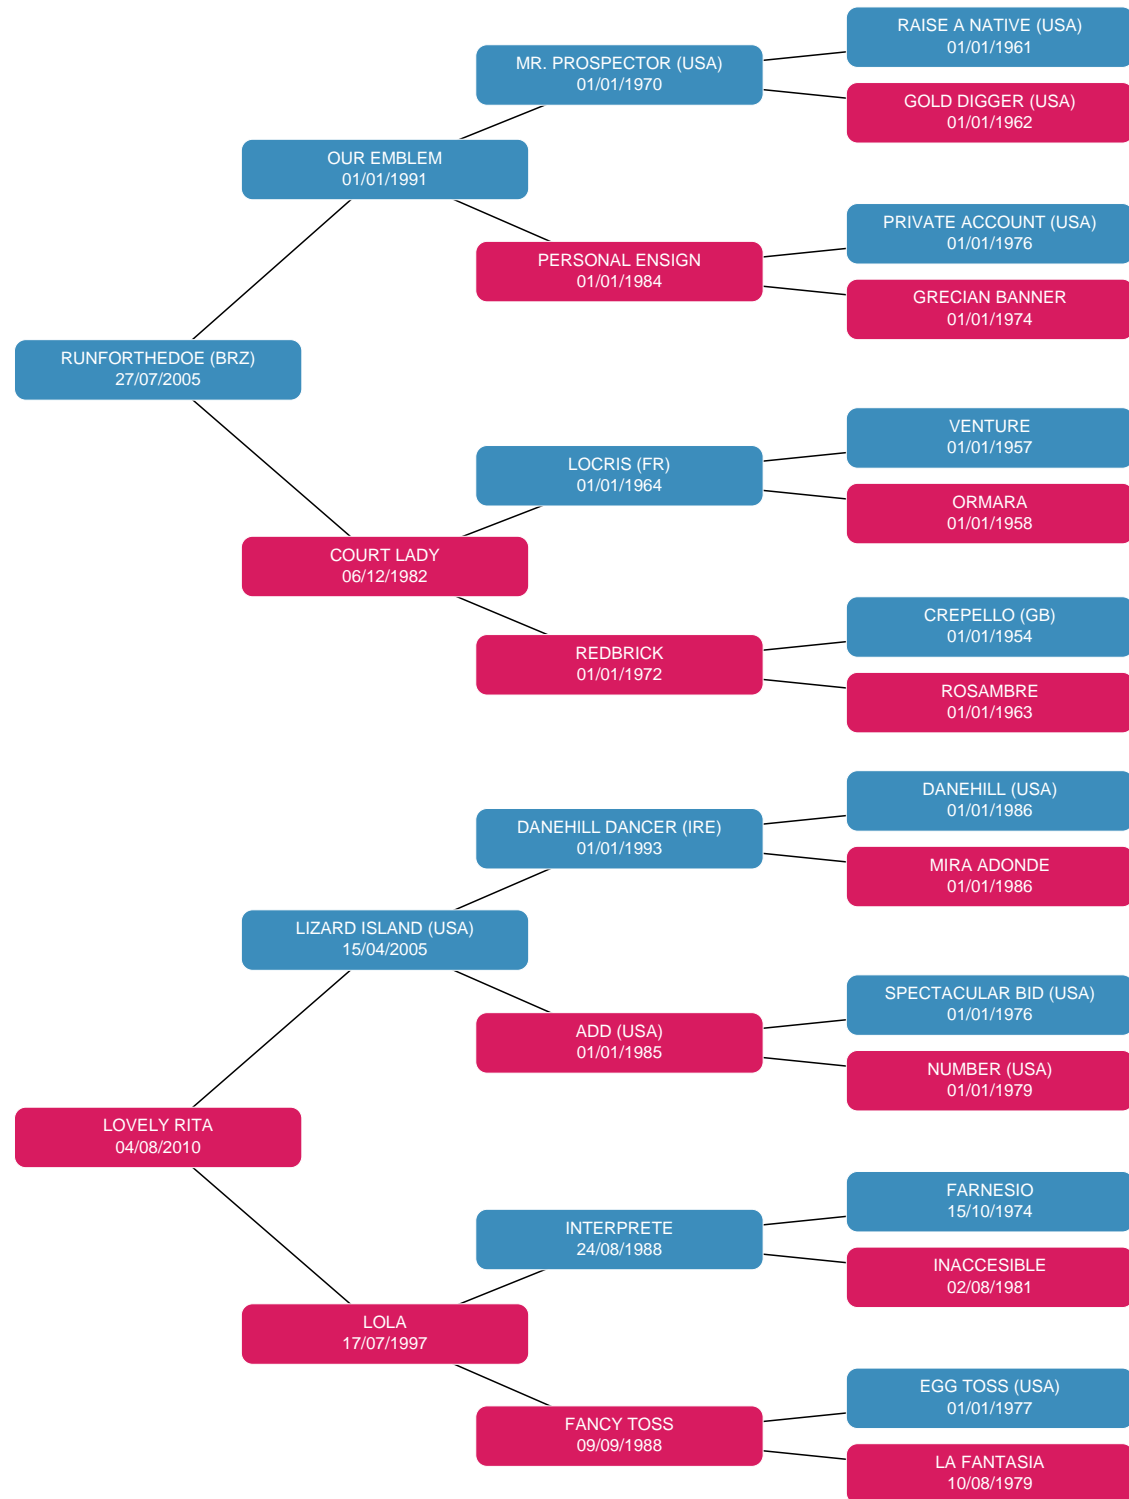 RAISE A NATIVE (USA)
01/01/1961
MR. PROSPECTOR (USA)
01/01/1970
GOLD DIGGER (USA)
01/01/1962
OUR EMBLEM
01/01/1991
PRIVATE ACCOUNT (USA)
01/01/1976
PERSONAL ENSIGN
01/01/1984
GRECIAN BANNER
01/01/1974
RUNFORTHEDOE (BRZ)
27/07/2005
VENTURE
01/01/1957
LOCRIS (FR)
01/01/1964
ORMARA
01/01/1958
COURT LADY
06/12/1982
CREPELLO (GB)
01/01/1954
REDBRICK
01/01/1972
ROSAMBRE
01/01/1963
DANEHILL (USA)
01/01/1986
DANEHILL DANCER (IRE)
01/01/1993
MIRA ADONDE
01/01/1986
LIZARD ISLAND (USA)
15/04/2005
SPECTACULAR BID (USA)
01/01/1976
ADD (USA)
01/01/1985
NUMBER (USA)
01/01/1979
LOVELY RITA
04/08/2010
FARNESIO
15/10/1974
INTERPRETE
24/08/1988
INACCESIBLE
02/08/1981
LOLA
17/07/1997
EGG TOSS (USA)
01/01/1977
FANCY TOSS
09/09/1988
LA FANTASIA
10/08/1979